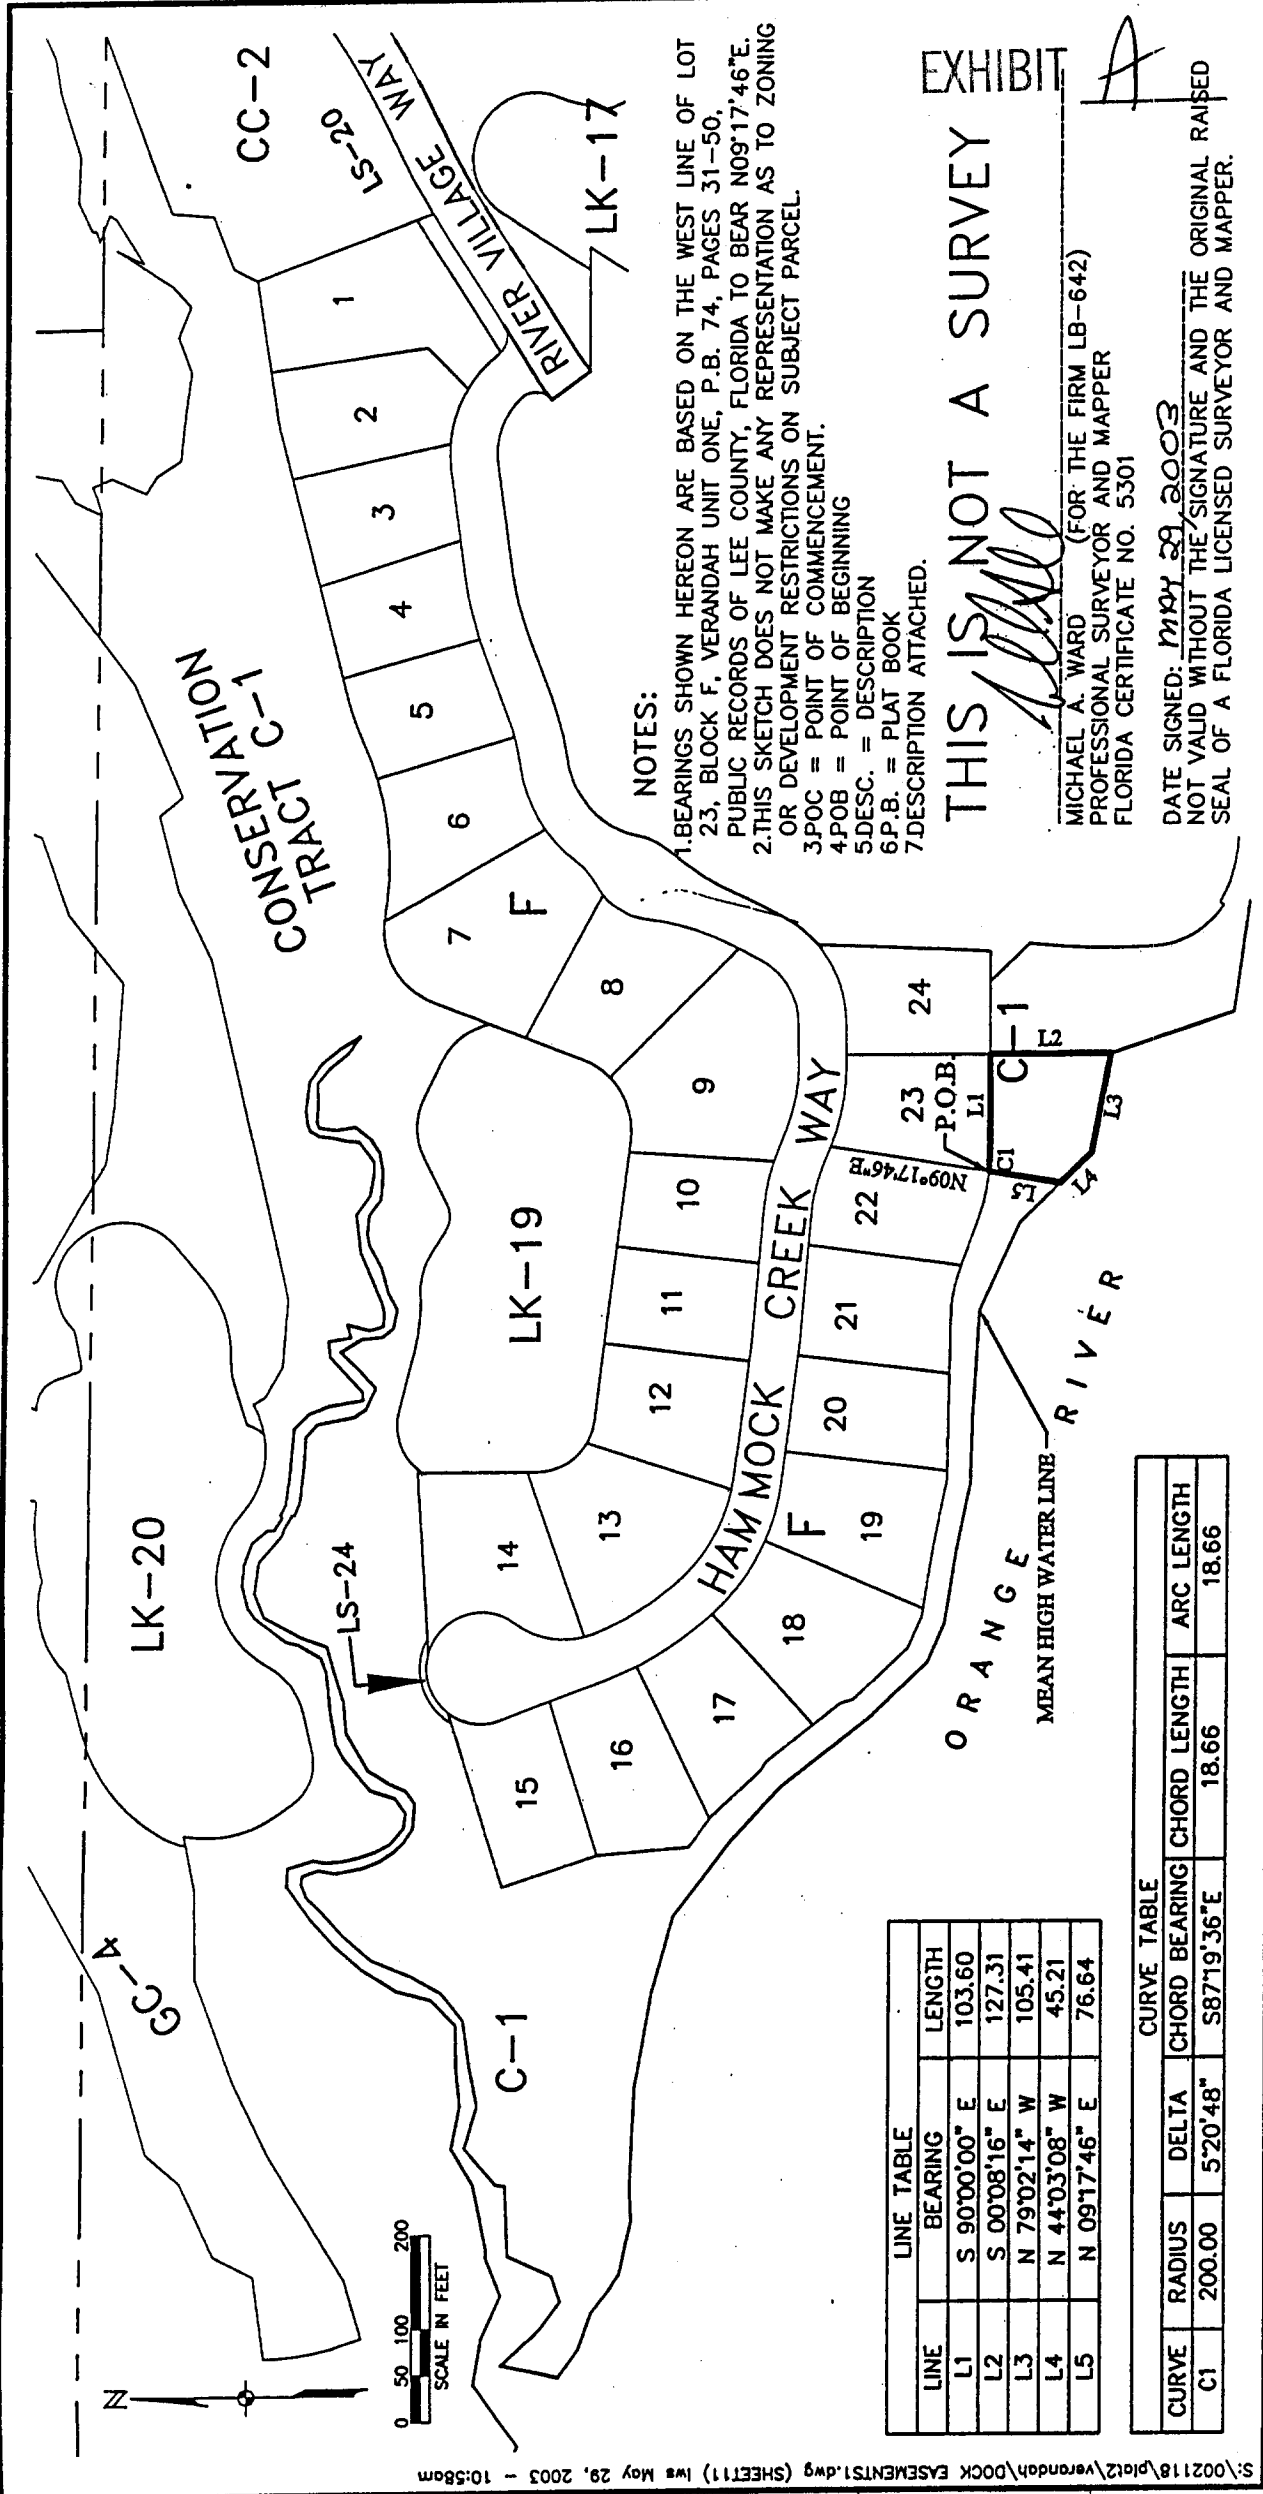 CC-2
LS-20
RIVER VILLAGE WAY
LK-17
CONSERVATION
TRACT C-1
1
2
3
4
5
6
7
F
8
9
10
11
12
13
14
15
16
17
18
F
19
20
21
22
23
24
LK-19
LK-20
LS-24
GC-4
C-1
HAMMOCK CREEK WAY
N09°17'46"E
P.O.B.
C1
L1
C-1
L2
L3
L4
L5
ORANGE RIVER
MEAN HIGH WATER LINE
N
0 50 100 200
SCALE IN FEET
NOTES:
1.BEARINGS SHOWN HEREON ARE BASED ON THE WEST LINE OF LOT
23, BLOCK F, VERANDAH UNIT ONE, P.B. 74, PAGES 31-50,
PUBLIC RECORDS OF LEE COUNTY, FLORIDA TO BEAR N09°17'46"E.
2.THIS SKETCH DOES NOT MAKE ANY REPRESENTATION AS TO ZONING
OR DEVELOPMENT RESTRICTIONS ON SUBJECT PARCEL.
3.POC = POINT OF COMMENCEMENT.
4.POB = POINT OF BEGINNING
5.DESC. = DESCRIPTION
6.P.B. = PLAT BOOK
7.DESCRIPTION ATTACHED.
THIS IS NOT A SURVEY
EXHIBIT A
MICHAEL A. WARD (FOR THE FIRM LB-642)
PROFESSIONAL SURVEYOR AND MAPPER
FLORIDA CERTIFICATE NO. 5301
DATE SIGNED: MAY 29, 2003
NOT VALID WITHOUT THE SIGNATURE AND THE ORIGINAL RAISED
SEAL OF A FLORIDA LICENSED SURVEYOR AND MAPPER.
LINE TABLE
LINE BEARING LENGTH
L1 S 90°00'00" E 103.60
L2 S 00°08'16" E 127.31
L3 N 79°02'14" W 105.41
L4 N 44°03'08" W 45.21
L5 N 09°17'46" E 76.64
CURVE TABLE
CURVE RADIUS DELTA CHORD BEARING CHORD LENGTH ARC LENGTH
C1 200.00 5°20'48" S87°19'36"E 18.66 18.66
S:\002118\plat2\verandah\DOCK EASEMENTS1.dwg (SHEET11) lws May 29, 2003 - 10:58am